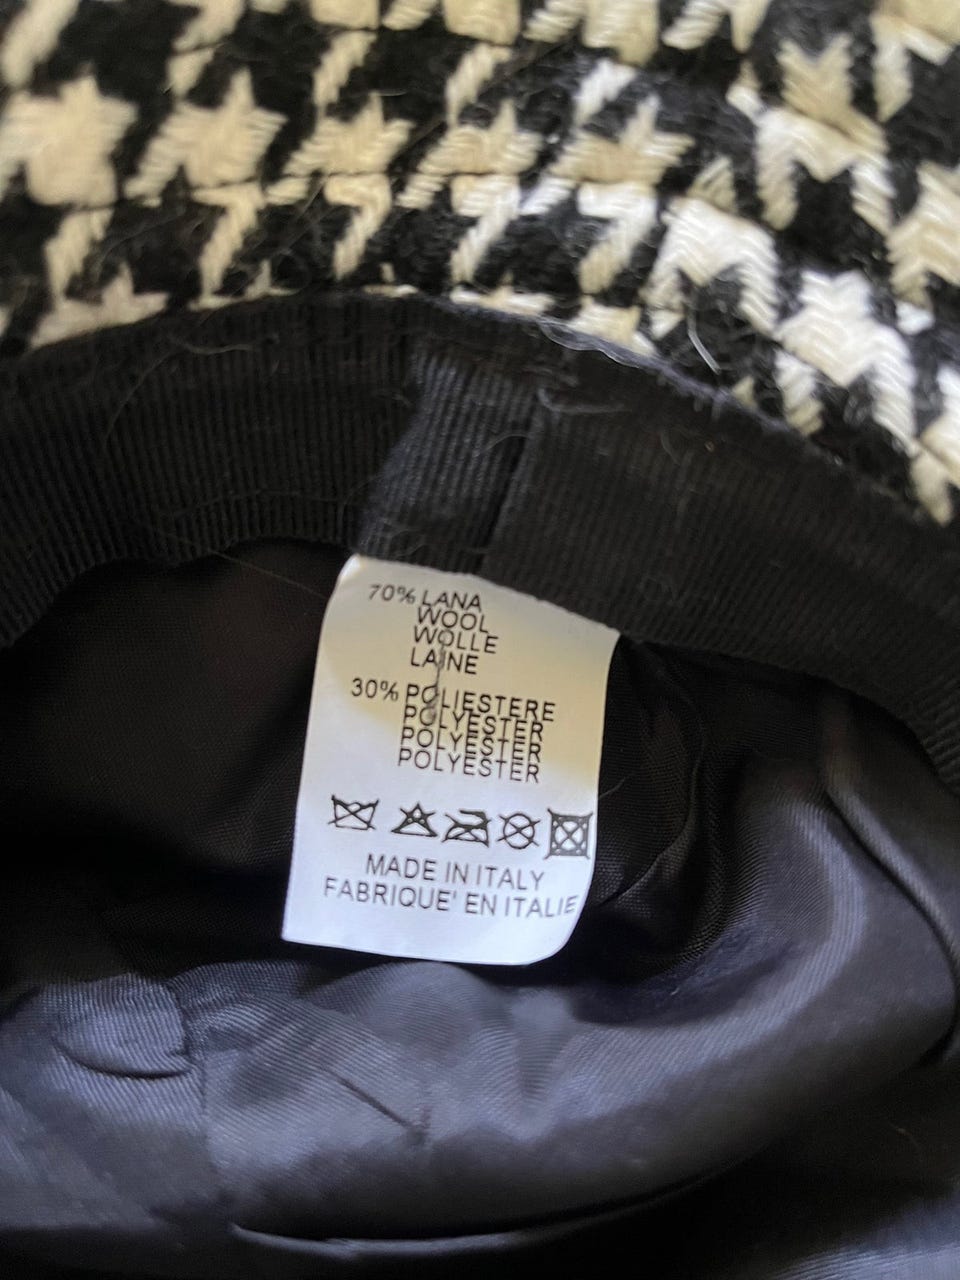 70% LANA
WOOL
WOLLE
LAINE
30% POLIESTERE
POLYESTER
POLYESTER
POLYESTER
MADE IN ITALY
FABRIQUE' EN ITALIE